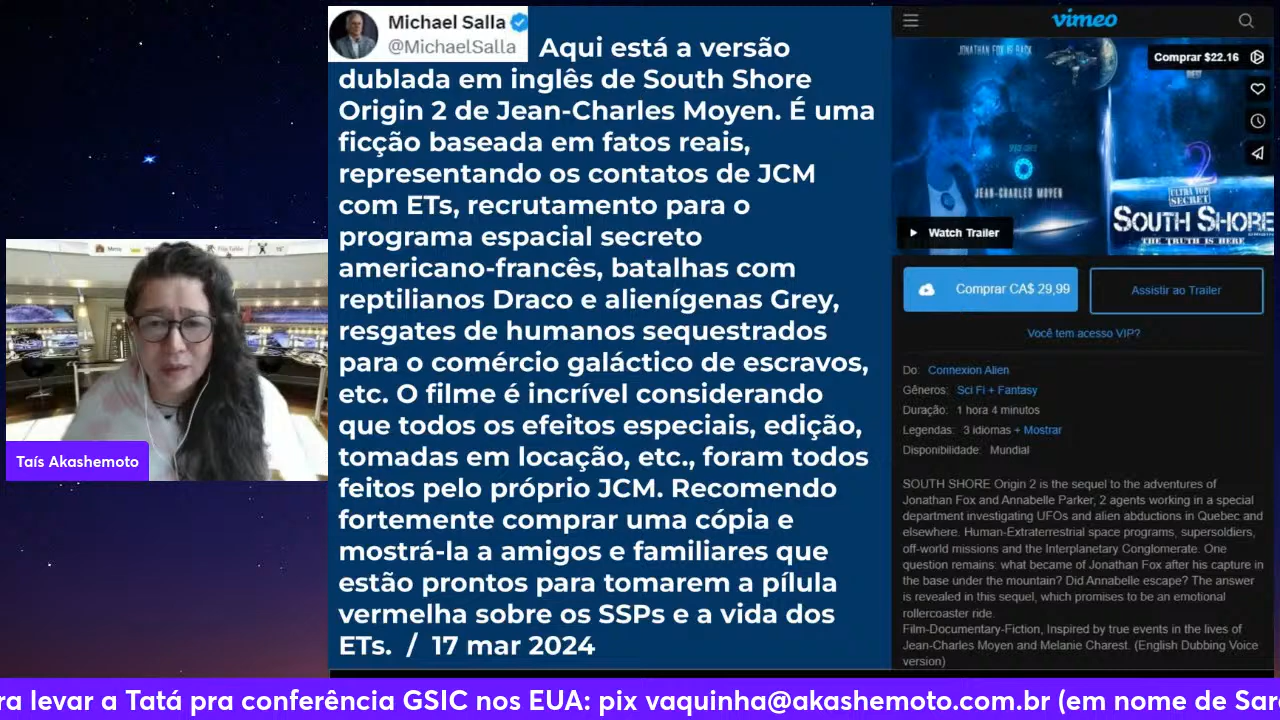 Michael Salla
@MichaelSalla
Aqui está a versão
dublada em inglês de South Shore
Origin 2 de Jean-Charles Moyen. É uma
ficção baseada em fatos reais,
representando os contatos de JCM
com ETs, recrutamento para o
programa espacial secreto
americano-francês, batalhas com
reptilianos Draco e alienígenas Grey,
resgates de humanos sequestrados
para o comércio galáctico de escravos,
etc. O filme é incrível considerando
que todos os efeitos especiais, edição,
tomadas em locação, etc., foram todos
feitos pelo próprio JCM. Recomendo
fortemente comprar uma cópia e
mostrá-la a amigos e familiares que
estão prontos para tomarem a pílula
vermelha sobre os SSPs e a vida dos
ETs. / 17 mar 2024
vimeo
JONATHAN FOX IS BACK
Comprar $22.16
JEAN-CHARLES MOYEN
2
ULTRA TOP
SECRET
SOUTH SHORE
THE TRUTH IS HERE
Watch Trailer
Comprar CA$ 29,99
Assistir ao Trailer
Você tem acesso VIP?
Do: Connexion Alien
Gêneros: Sci Fi + Fantasy
Duração: 1 hora 4 minutos
Legendas: 3 idiomas + Mostrar
Disponibilidade: Mundial
SOUTH SHORE Origin 2 is the sequel to the adventures of
Jonathan Fox and Annabelle Parker, 2 agents working in a special
department investigating UFOs and alien abductions in Quebec and
elsewhere. Human-Extraterrestrial space programs, supersoldiers,
off-world missions and the Interplanetary Conglomerate. One
question remains: what became of Jonathan Fox after his capture in
the base under the mountain? Did Annabelle escape? The answer
is revealed in this sequel, which promises to be an emotional
rollercoaster ride.
Film-Documentary-Fiction, Inspired by true events in the lives of
Jean-Charles Moyen and Melanie Charest. (English Dubbing Voice
version)
Taís Akashemoto
ra levar a Tatá pra conferência GSIC nos EUA: pix vaquinha@akashemoto.com.br (em nome de Sar